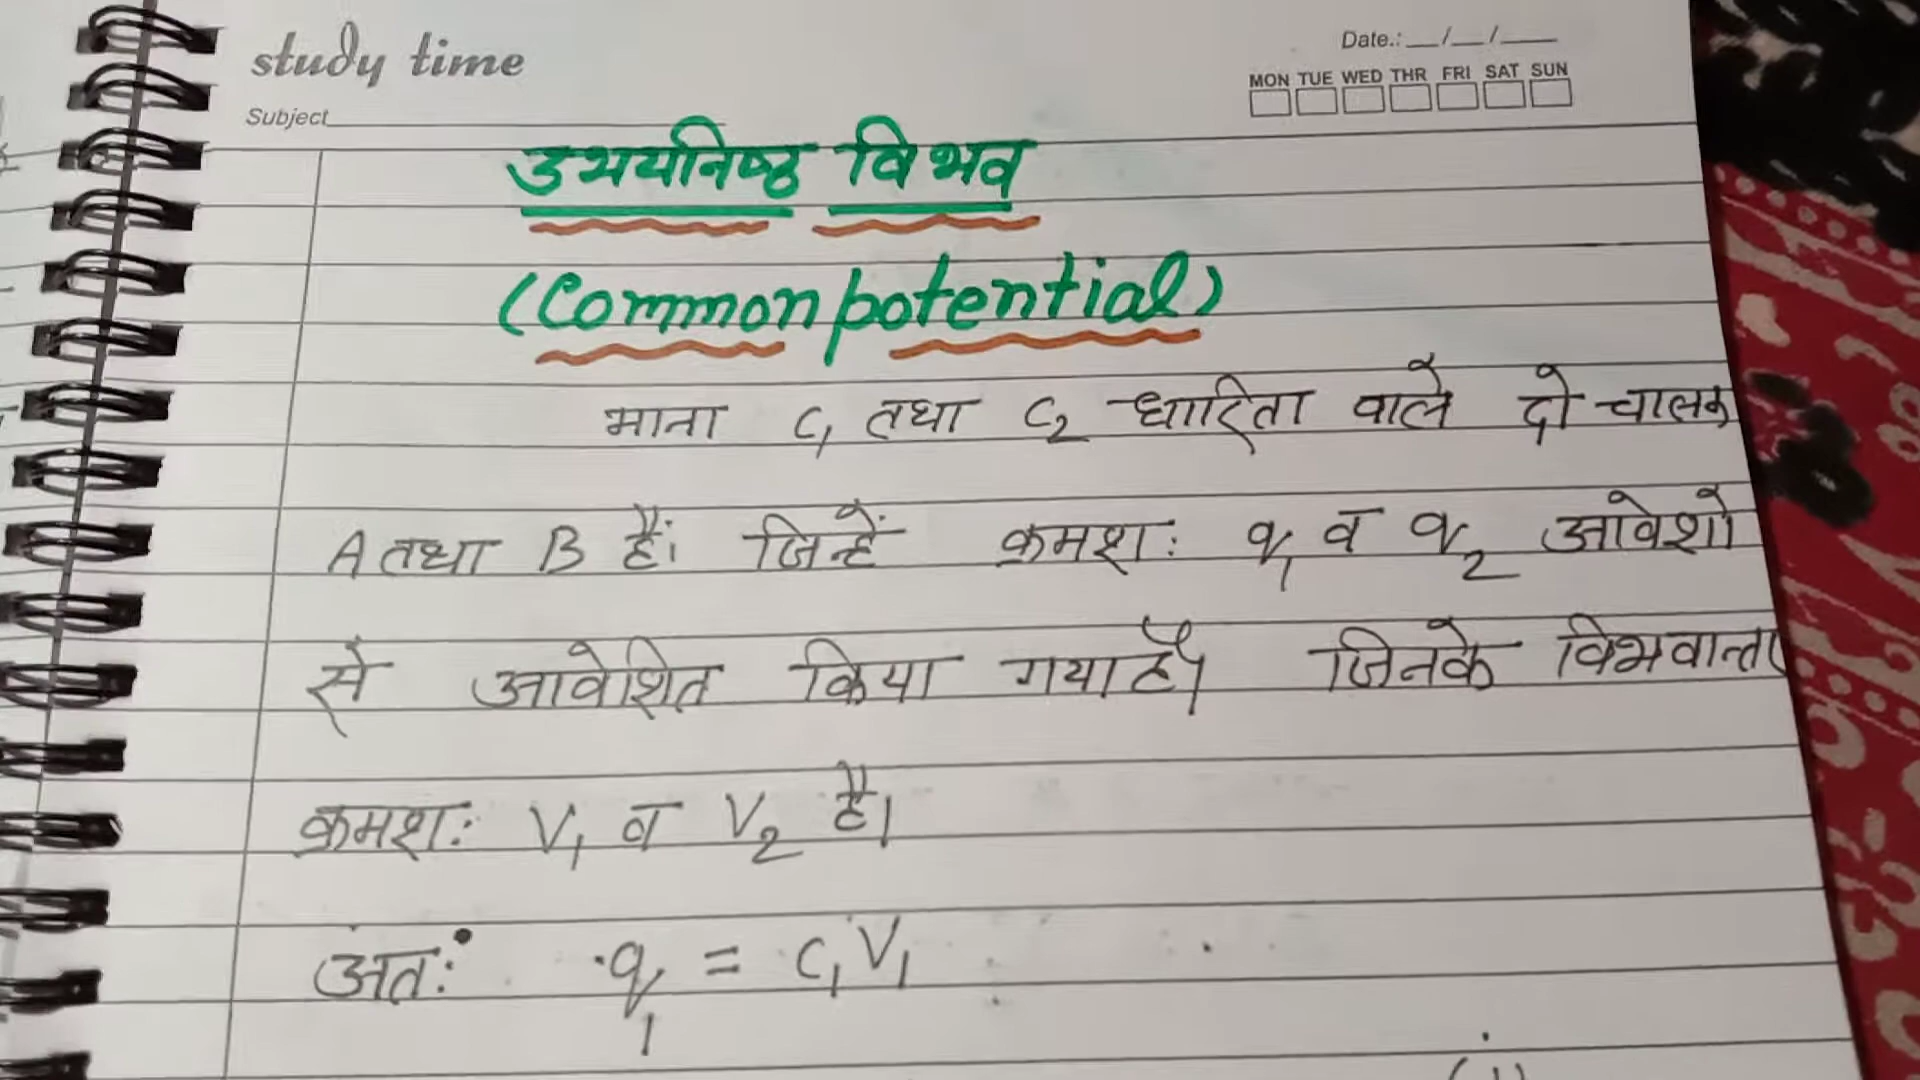 study time
Date.: __/__/____
MON TUE WED THR FRI SAT SUN
Subject
उभयनिष्ठ विभव
(Common potential)
माना C₁ तथा C₂ धारिता वाले दो चालक
A तथा B हैं। जिन्हें क्रमशः q₁ व q₂ आवेशो
से आवेशित किया गया है। जिनके विभवान्त
क्रमशः V₁ व V₂ है।
अतः q₁ = C₁V₁